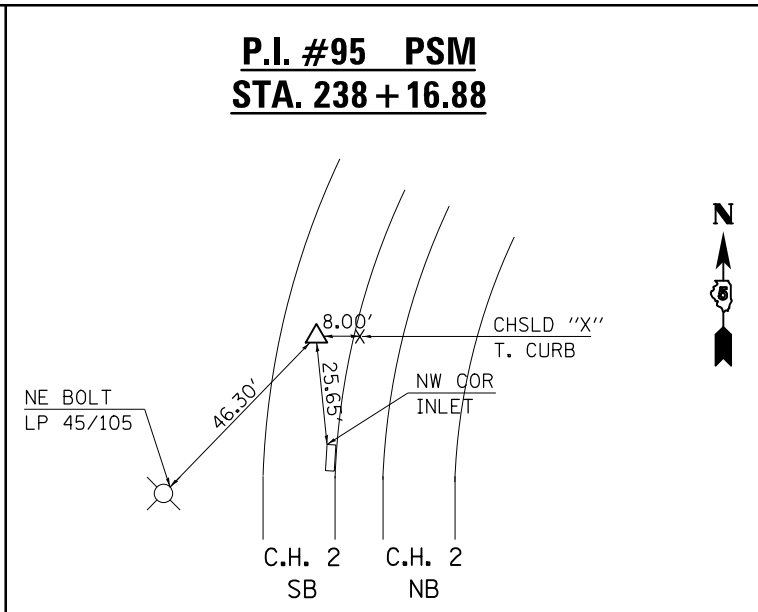 P.I. #95 PSM
STA. 238+16.88
N
5
8.00'
CHSLD "X"
T. CURB
NW COR
INLET
25.65'
46.30'
NE BOLT
LP 45/105
C.H. 2
SB
C.H. 2
NB